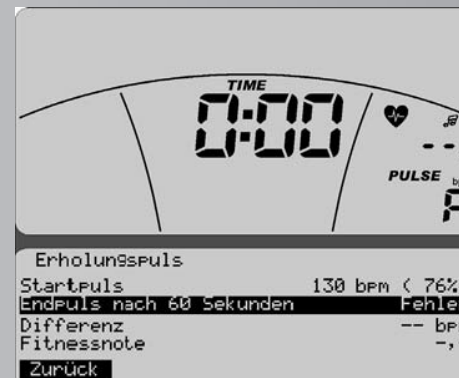 TIME
0:00
--
PULSE
P
Erholungspuls
Startpuls 130 bpm ( 76%
Endpuls nach 60 Sekunden Fehle
Differenz -- bp
Fitnessnote -,
Zurück